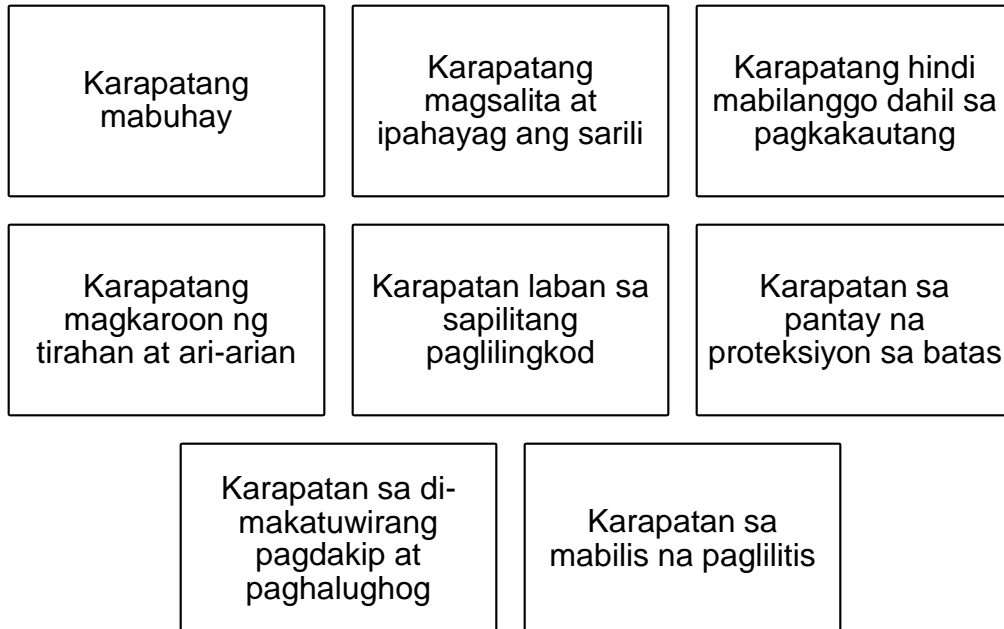 Karapatang
mabuhay
Karapatang
magsalita at
ipahayag ang sarili
Karapatang hindi
mabilanggo dahil sa
pagkakautang
Karapatang
magkaroon ng
tirahan at ari-arian
Karapatan laban sa
sapilitang
paglilingkod
Karapatan sa
pantay na
proteksiyon sa batas
Karapatan sa di-
makatuwirang
pagdakip at
paghalughog
Karapatan sa
mabilis na paglilitis